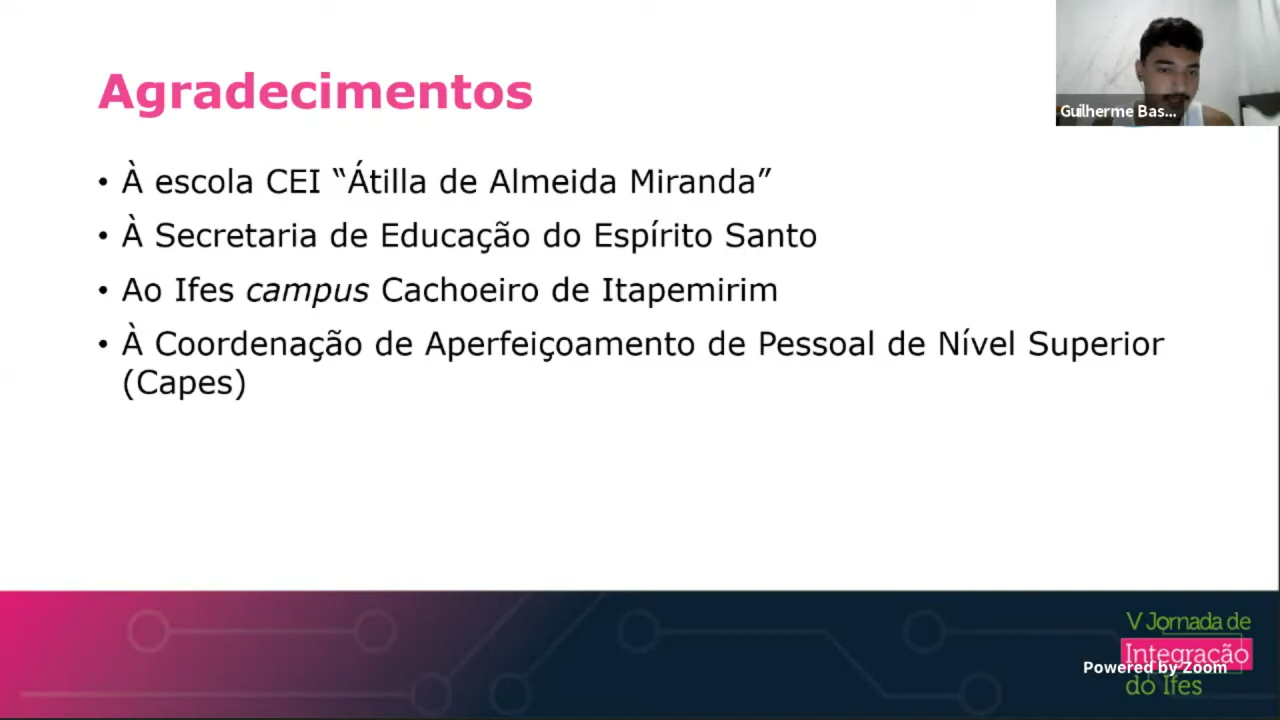 Agradecimentos
Guilherme Bas...
• À escola CEI “Átilla de Almeida Miranda”
• À Secretaria de Educação do Espírito Santo
• Ao Ifes campus Cachoeiro de Itapemirim
• À Coordenação de Aperfeiçoamento de Pessoal de Nível Superior
(Capes)
V Jornada de
Integração
Powered by Zoom
do Ifes